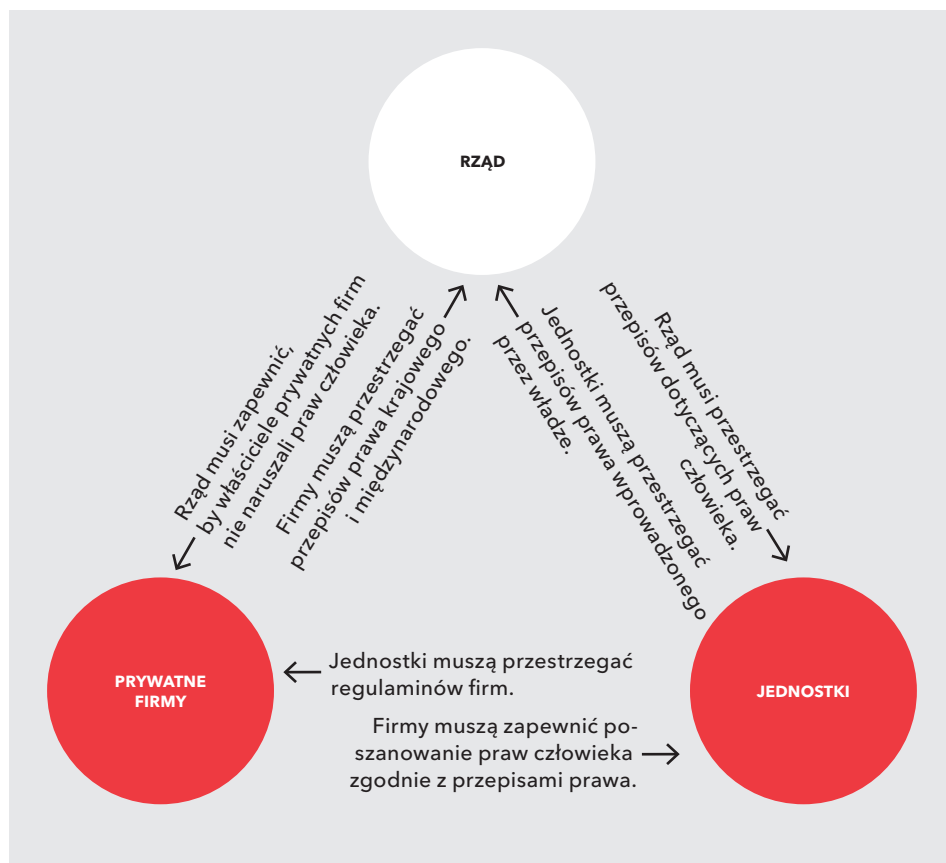 RZĄD
Rząd musi zapewnić,
by właściciele prywatnych firm
nie naruszali praw człowieka.
Firmy muszą przestrzegać
przepisów prawa krajowego
i międzynarodowego.
Jednostki muszą przestrzegać
przepisów prawa wprowadzonego
przez władze.
Rząd musi przestrzegać
przepisów dotyczących praw
człowieka.
PRYWATNE
FIRMY
Jednostki muszą przestrzegać
regulaminów firm.
Firmy muszą zapewnić po-
szanowanie praw człowieka
zgodnie z przepisami prawa.
JEDNOSTKI